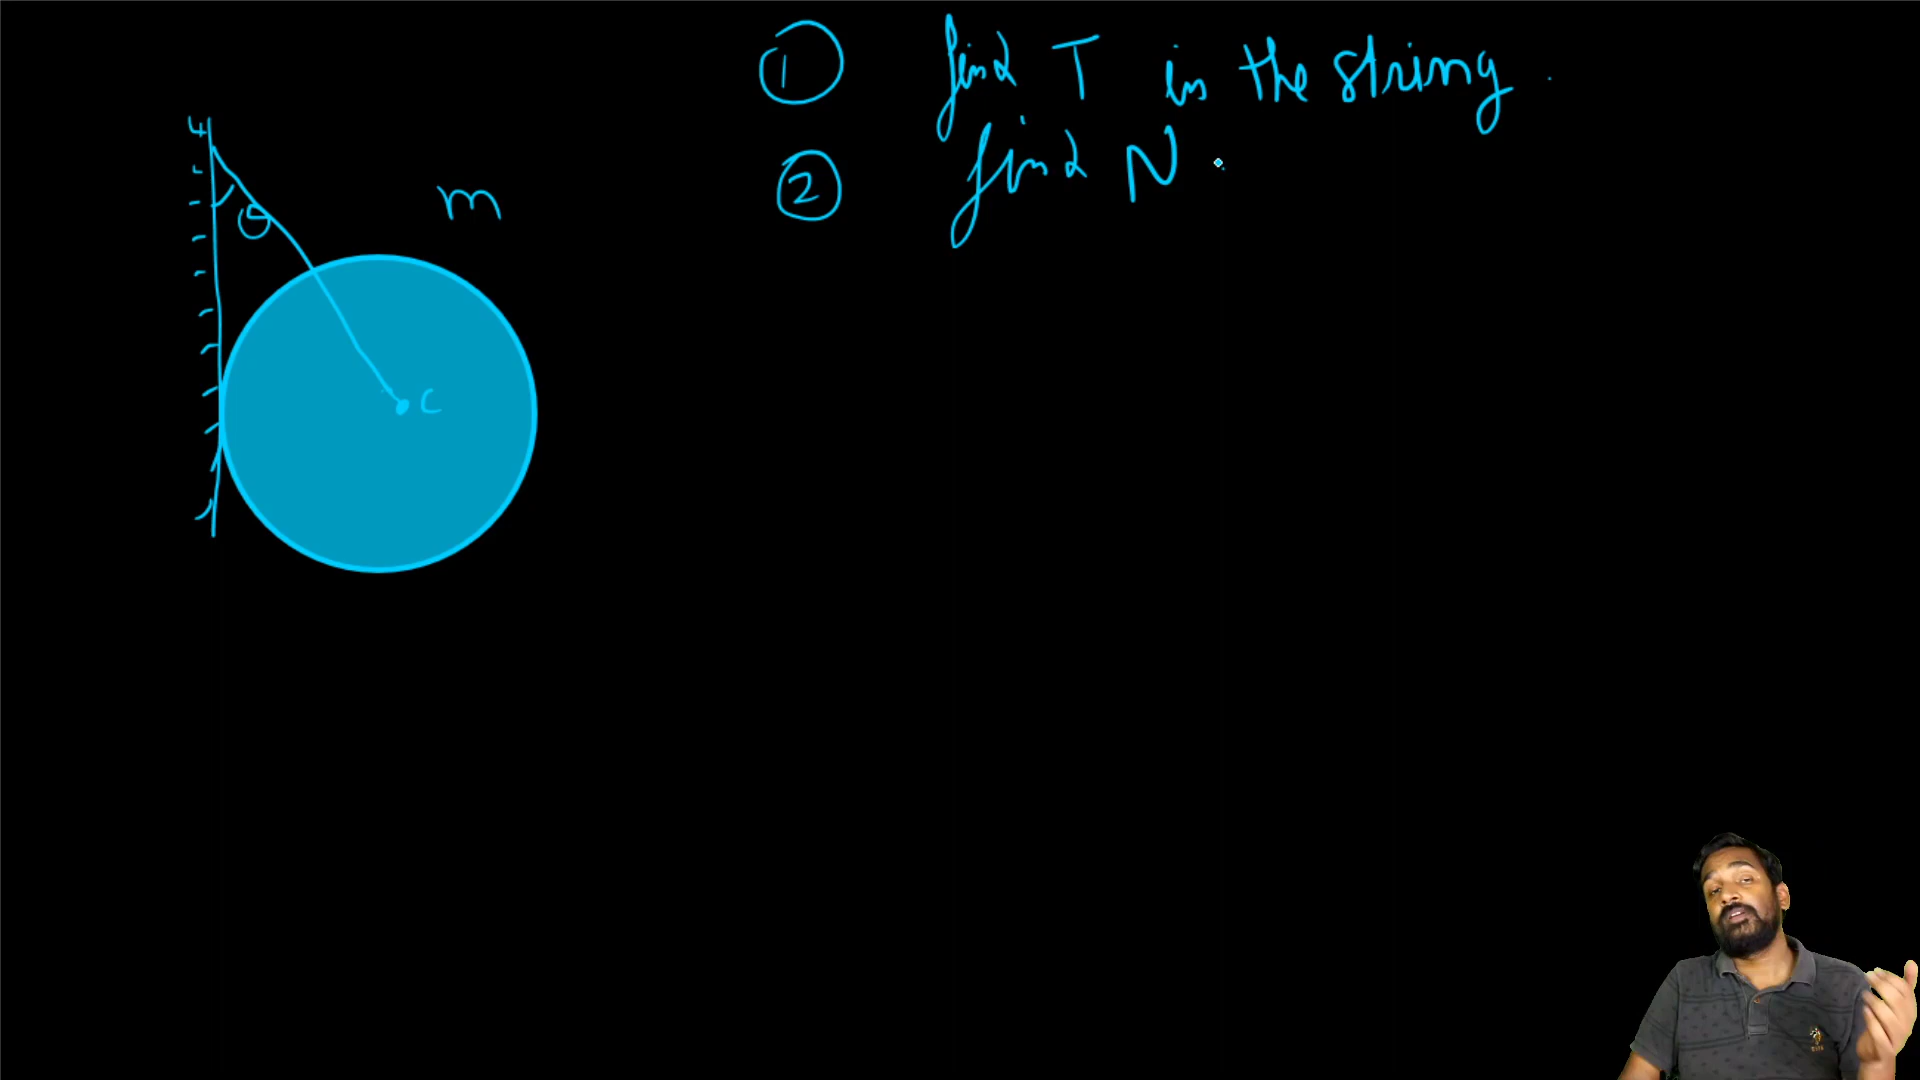 ① find T in the string.
② find N.
m
θ
C